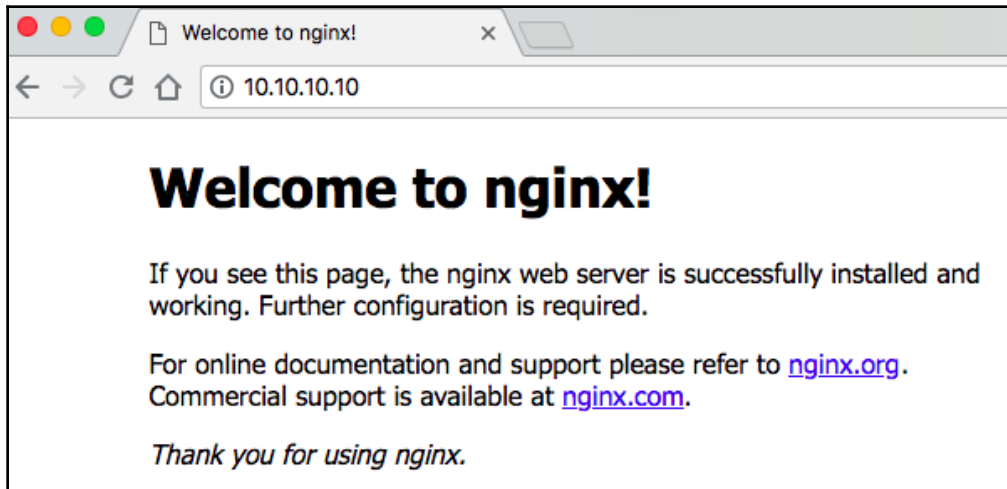 Welcome to nginx!
10.10.10.10
Welcome to nginx!
If you see this page, the nginx web server is successfully installed and
working. Further configuration is required.
For online documentation and support please refer to nginx.org.
Commercial support is available at nginx.com.
Thank you for using nginx.